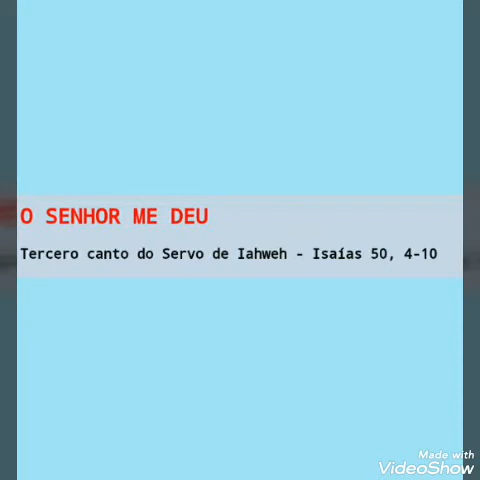 O SENHOR ME DEU
Tercero canto do Servo de Iahweh - Isaías 50, 4-10
Made with
VideoShow